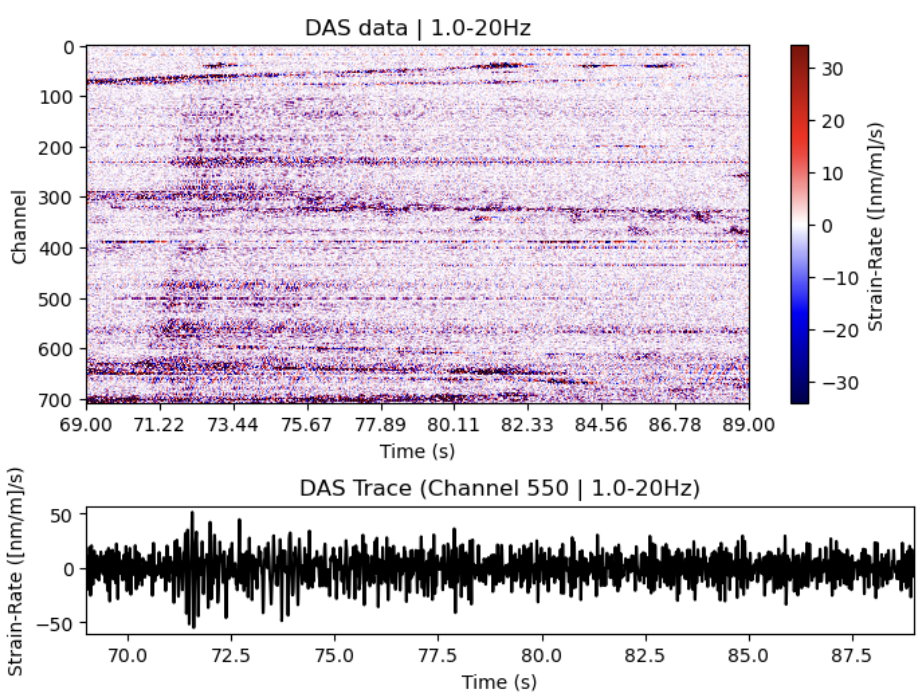 DAS data | 1.0-20Hz
0
100
200
300
400
500
600
700
Channel
69.00 71.22 73.44 75.67 77.89 80.11 82.33 84.56 86.78 89.00
Time (s)
30
20
10
0
−10
−20
−30
Strain-Rate ([nm/m]/s)
DAS Trace (Channel 550 | 1.0-20Hz)
50
0
−50
Strain-Rate ([nm/m]/s)
70.0 72.5 75.0 77.5 80.0 82.5 85.0 87.5
Time (s)